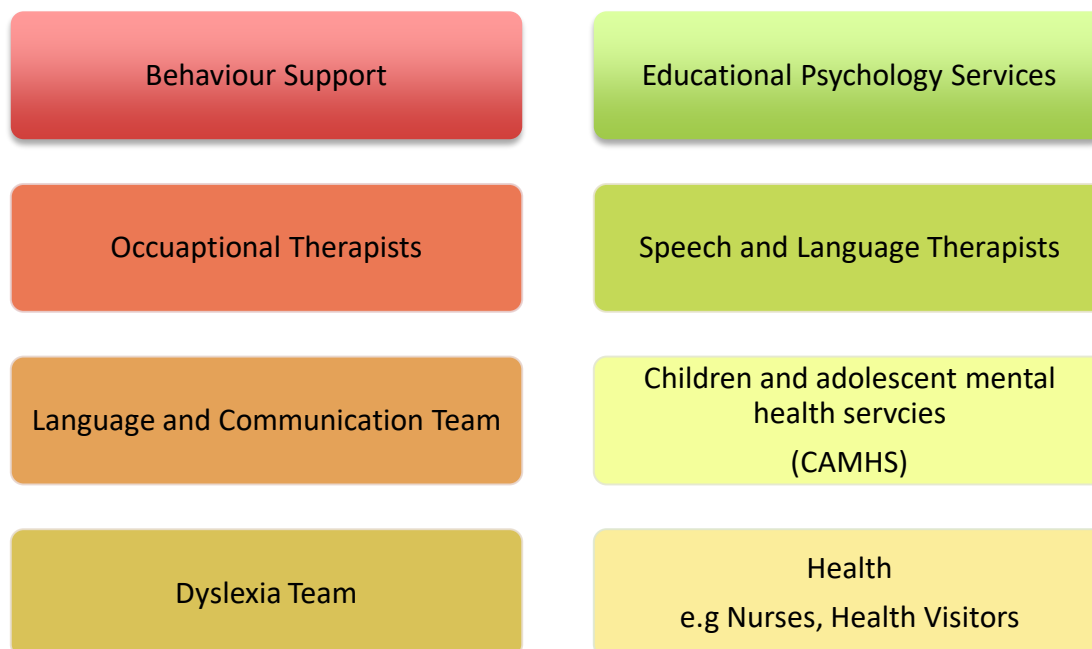 Behaviour Support
Educational Psychology Services
Occuaptional Therapists
Speech and Language Therapists
Language and Communication Team
Children and adolescent mental
health servcies
(CAMHS)
Dyslexia Team
Health
e.g Nurses, Health Visitors